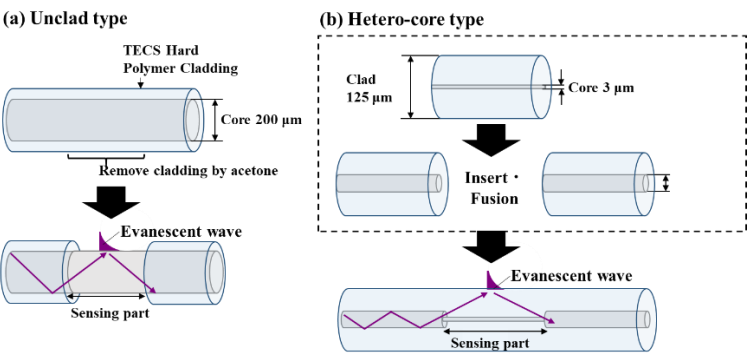 (a) Unclad type
TECS Hard
Polymer Cladding
Core 200 μm
Remove cladding by acetone
Evanescent wave
Sensing part
(b) Hetero-core type
Clad
125 μm
Core 3 μm
Insert・
Fusion
Evanescent wave
Sensing part